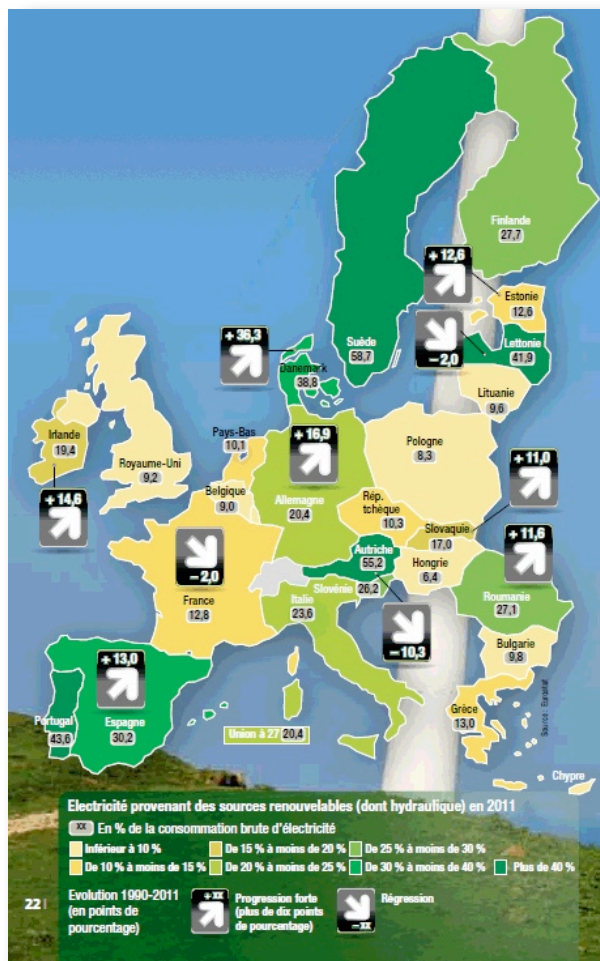 Finlande
27,7
+ 12,6
Estonie
12,6
+ 36,3
Suède
58,7
Lettonie
41,9
– 2,0
Danemark
38,8
Lituanie
9,6
Irlande
19,4
Pays-Bas
10,1
+ 16,9
Pologne
8,3
Royaume-Uni
9,2
+ 11,0
+ 14,6
Belgique
9,0
Allemagne
20,4
Rép.
tchèque
10,3
Slovaquie
17,0
+ 11,6
– 2,0
Autriche
55,2
Hongrie
6,4
France
12,8
Slovénie
26,2
Italie
23,6
Roumanie
27,1
– 10,3
Bulgarie
9,8
+ 13,0
Portugal
43,6
Espagne
30,2
Grèce
13,0
Union à 27 20,4
Source : Eurostat
Chypre
Electricité provenant des sources renouvelables (dont hydraulique) en 2011
xx En % de la consommation brute d'électricité
Inférieur à 10 % De 15 % à moins de 20 % De 25 % à moins de 30 %
De 10 % à moins de 15 % De 20 % à moins de 25 % De 30 % à moins de 40 % Plus de 40 %
22 I
Evolution 1990-2011
(en points de
pourcentage)
+ xx
Progression forte
(plus de dix points
de pourcentage)
– xx
Régression